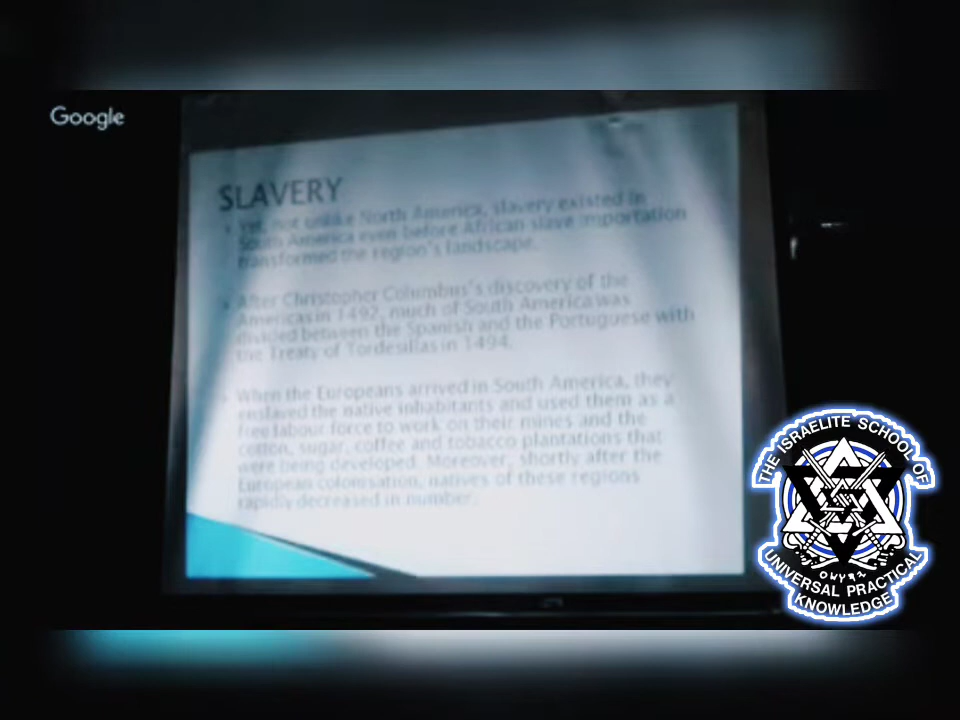 Google
SLAVERY
Yet, not unlike North America, slavery existed in
South America even before African slave importation
transformed the region's landscape.
After Christopher Columbus's discovery of the
Americas in 1492, much of South America was
divided between the Spanish and the Portuguese with
the Treaty of Tordesillas in 1494.
When the Europeans arrived in South America, they
enslaved the native inhabitants and used them as a
free labour force to work on their mines and the
cotton, sugar, coffee and tobacco plantations that
were being developed. Moreover, shortly after the
European colonisation, natives of these regions
rapidly decreased in number.
THE ISRAELITE SCHOOL OF
UNIVERSAL PRACTICAL
KNOWLEDGE